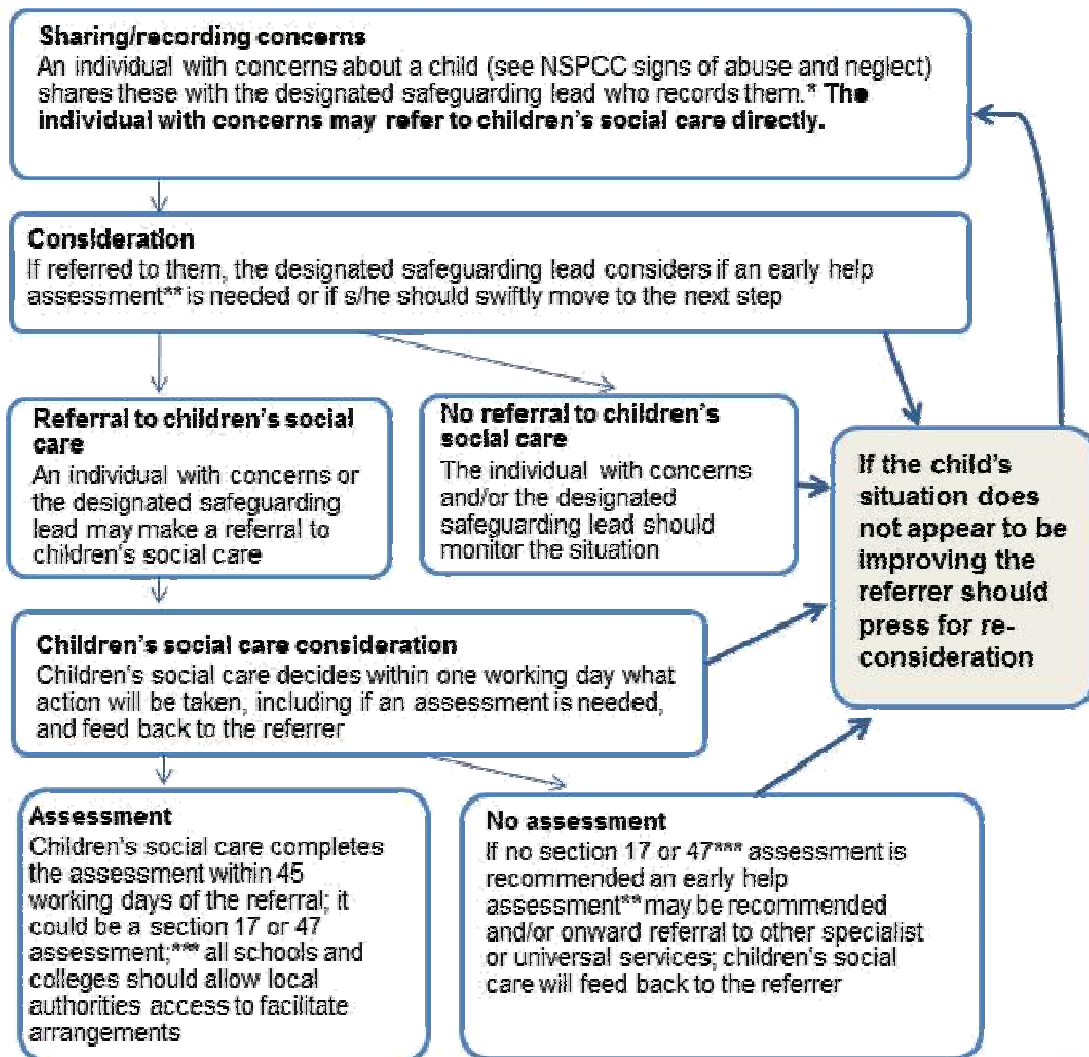 Sharing/recording concerns
An individual with concerns about a child (see NSPCC signs of abuse and neglect)
shares these with the designated safeguarding lead who records them.* The
individual with concerns may refer to children's social care directly.
Consideration
If referred to them, the designated safeguarding lead considers if an early help
assessment** is needed or if s/he should swiftly move to the next step
Referral to children's social
care
An individual with concerns or
the designated safeguarding
lead may make a referral to
children's social care
No referral to children's
social care
The individual with concerns
and/or the designated
safeguarding lead should
monitor the situation
If the child's
situation does
not appear to be
improving the
referrer should
press for re-
consideration
Children's social care consideration
Children's social care decides within one working day what
action will be taken, including if an assessment is needed,
and feed back to the referrer
Assessment
Children's social care completes
the assessment within 45
working days of the referral; it
could be a section 17 or 47
assessment;*** all schools and
colleges should allow local
authorities access to facilitate
arrangements
No assessment
If no section 17 or 47*** assessment is
recommended an early help
assessment** may be recommended
and/or onward referral to other specialist
or universal services; children's social
care will feed back to the referrer